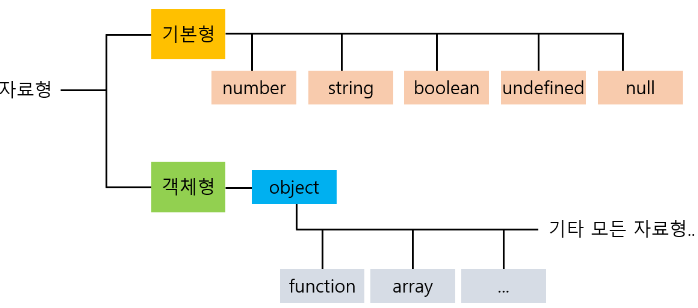 자료형
기본형
number
string
boolean
undefined
null
객체형
object
기타 모든 자료형..
function
array
...